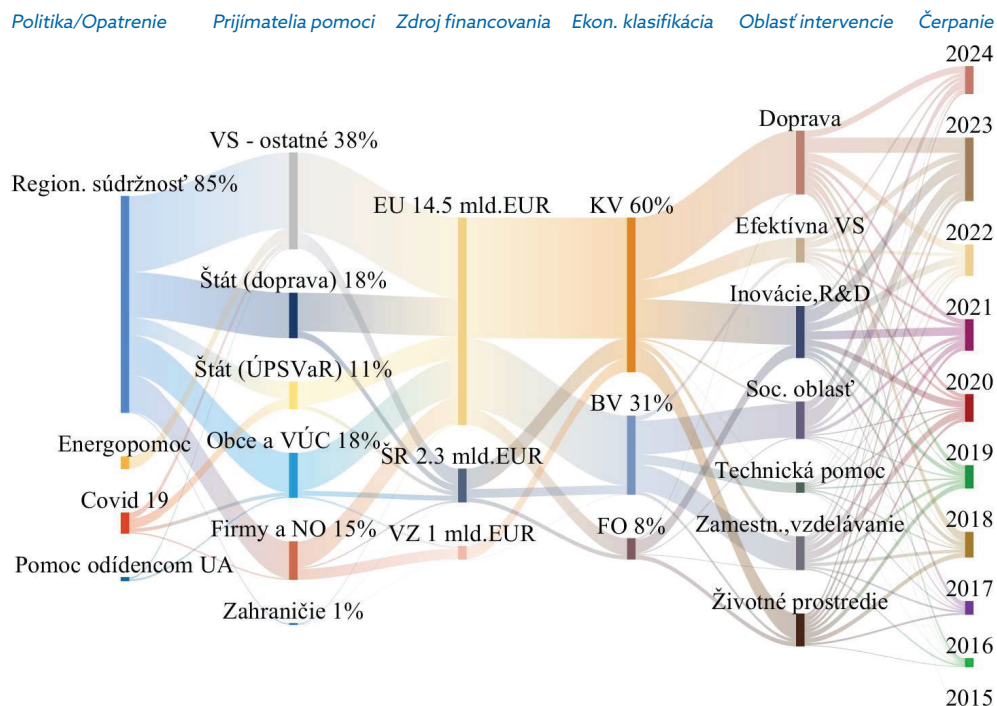 Politika/Opatrenie
Prijímatelia pomoci
Zdroj financovania
Ekon. klasifikácia
Oblasť intervencie
Čerpanie
Region. súdržnosť 85%
Energopomoc
Covid 19
Pomoc odídencom UA
VS - ostatné 38%
Štát (doprava) 18%
Štát (ÚPSVaR) 11%
Obce a VÚC 18%
Firmy a NO 15%
Zahraničie 1%
EU 14.5 mld.EUR
ŠR 2.3 mld.EUR
VZ 1 mld.EUR
KV 60%
BV 31%
FO 8%
Doprava
Efektívna VS
Inovácie,R&D
Soc. oblasť
Technická pomoc
Zamestn.,vzdelávanie
Životné prostredie
2024
2023
2022
2021
2020
2019
2018
2017
2016
2015